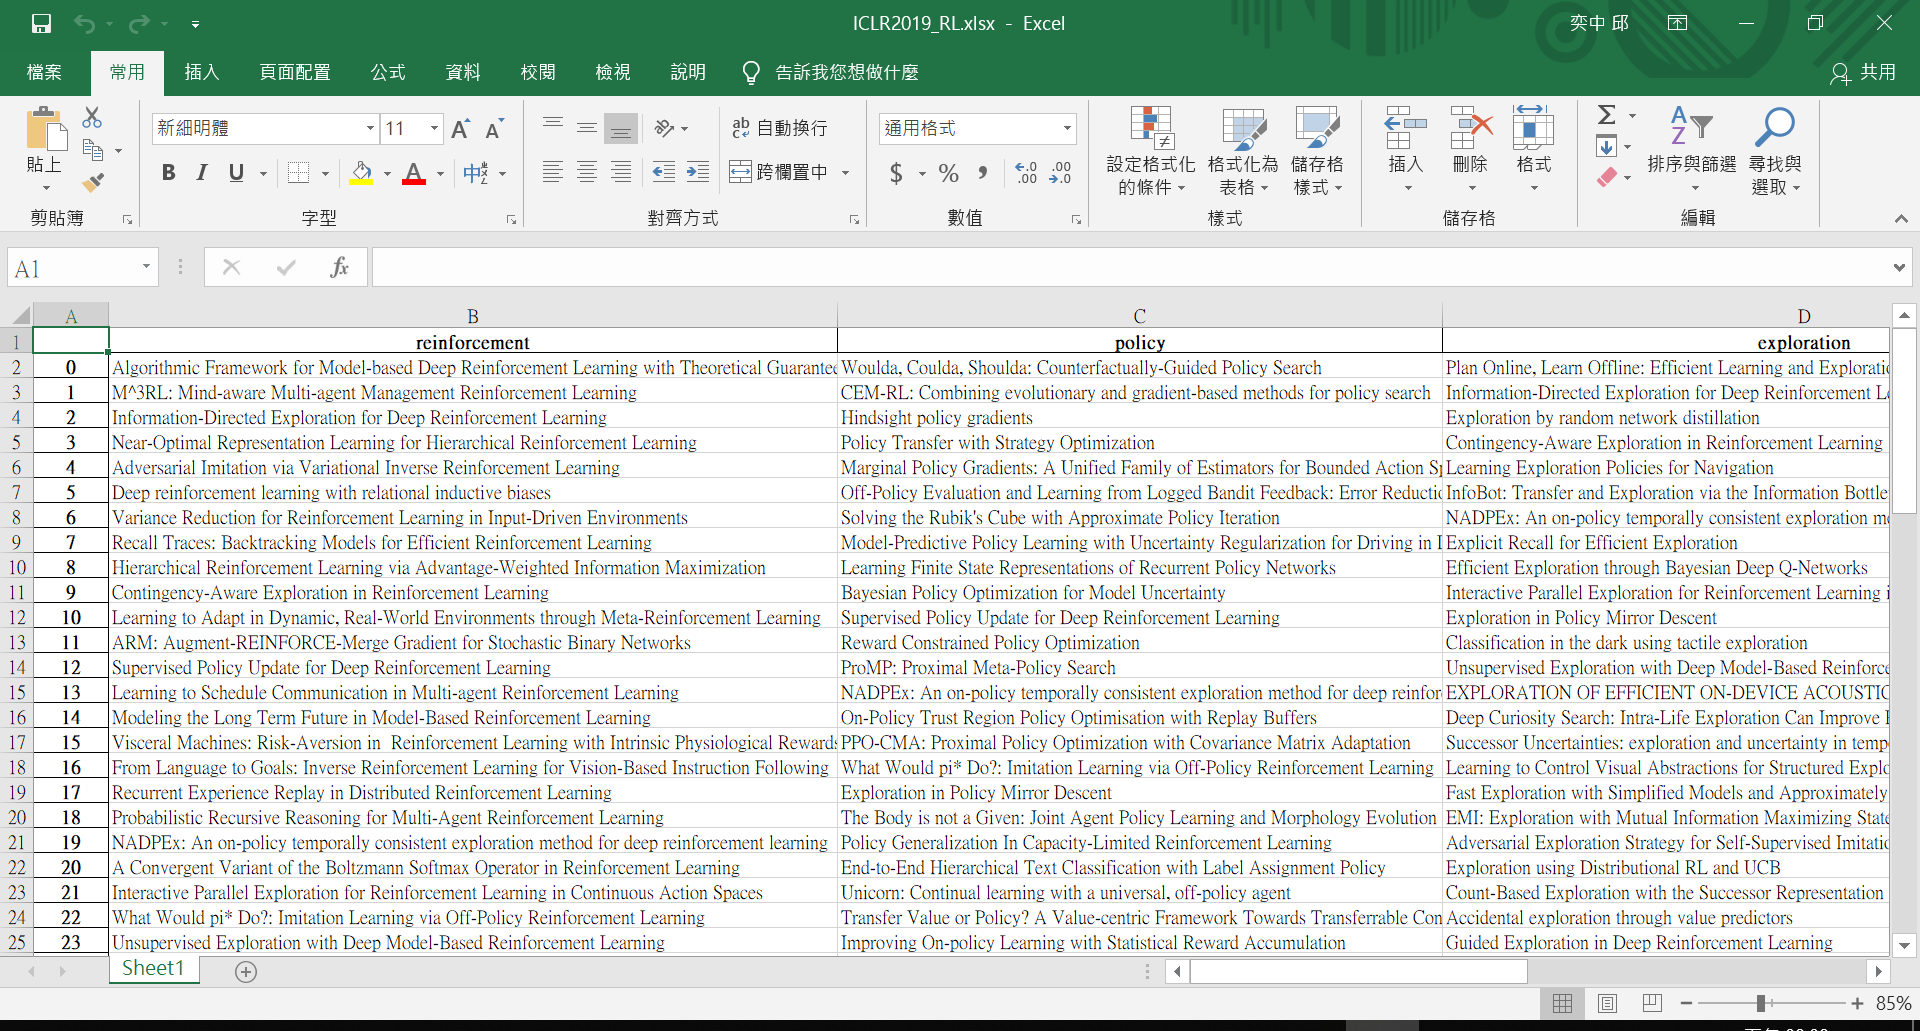 ICLR2019_RL.xlsx - Excel
奕中 邱
檔案 常用 插入 頁面配置 公式 資料 校閱 檢視 說明 告訴我您想做什麼 共用
新細明體 11 ab c 自動換行 通用格式
貼上 B I U A 中 跨欄置中 $ % , .00 .0
設定格式化的條件 格式化為表格 儲存格樣式 插入 刪除 格式 排序與篩選 尋找與選取
剪貼簿 字型 對齊方式 數值 樣式 儲存格 編輯
A1 fx
A B C D
1 reinforcement policy exploration
2 0 Algorithmic Framework for Model-based Deep Reinforcement Learning with Theoretical Guarantee Woulda, Coulda, Shoulda: Counterfactually-Guided Policy Search Plan Online, Learn Offline: Efficient Learning and Exploratio
3 1 M^3RL: Mind-aware Multi-agent Management Reinforcement Learning CEM-RL: Combining evolutionary and gradient-based methods for policy search Information-Directed Exploration for Deep Reinforcement L
4 2 Information-Directed Exploration for Deep Reinforcement Learning Hindsight policy gradients Exploration by random network distillation
5 3 Near-Optimal Representation Learning for Hierarchical Reinforcement Learning Policy Transfer with Strategy Optimization Contingency-Aware Exploration in Reinforcement Learning
6 4 Adversarial Imitation via Variational Inverse Reinforcement Learning Marginal Policy Gradients: A Unified Family of Estimators for Bounded Action S Learning Exploration Policies for Navigation
7 5 Deep reinforcement learning with relational inductive biases Off-Policy Evaluation and Learning from Logged Bandit Feedback: Error Reducti InfoBot: Transfer and Exploration via the Information Bottle
8 6 Variance Reduction for Reinforcement Learning in Input-Driven Environments Solving the Rubik's Cube with Approximate Policy Iteration NADPEx: An on-policy temporally consistent exploration m
9 7 Recall Traces: Backtracking Models for Efficient Reinforcement Learning Model-Predictive Policy Learning with Uncertainty Regularization for Driving in Explicit Recall for Efficient Exploration
10 8 Hierarchical Reinforcement Learning via Advantage-Weighted Information Maximization Learning Finite State Representations of Recurrent Policy Networks Efficient Exploration through Bayesian Deep Q-Networks
11 9 Contingency-Aware Exploration in Reinforcement Learning Bayesian Policy Optimization for Model Uncertainty Interactive Parallel Exploration for Reinforcement Learning i
12 10 Learning to Adapt in Dynamic, Real-World Environments through Meta-Reinforcement Learning Supervised Policy Update for Deep Reinforcement Learning Exploration in Policy Mirror Descent
13 11 ARM: Augment-REINFORCE-Merge Gradient for Stochastic Binary Networks Reward Constrained Policy Optimization Classification in the dark using tactile exploration
14 12 Supervised Policy Update for Deep Reinforcement Learning ProMP: Proximal Meta-Policy Search Unsupervised Exploration with Deep Model-Based Reinforce
15 13 Learning to Schedule Communication in Multi-agent Reinforcement Learning NADPEx: An on-policy temporally consistent exploration method for deep reinfor EXPLORATION OF EFFICIENT ON-DEVICE ACOUSTIC
16 14 Modeling the Long Term Future in Model-Based Reinforcement Learning On-Policy Trust Region Policy Optimisation with Replay Buffers Deep Curiosity Search: Intra-Life Exploration Can Improve
17 15 Visceral Machines: Risk-Aversion in Reinforcement Learning with Intrinsic Physiological Rewards PPO-CMA: Proximal Policy Optimization with Covariance Matrix Adaptation Successor Uncertainties: exploration and uncertainty in temp
18 16 From Language to Goals: Inverse Reinforcement Learning for Vision-Based Instruction Following What Would pi* Do?: Imitation Learning via Off-Policy Reinforcement Learning Learning to Control Visual Abstractions for Structured Explo
19 17 Recurrent Experience Replay in Distributed Reinforcement Learning Exploration in Policy Mirror Descent Fast Exploration with Simplified Models and Approximately
20 18 Probabilistic Recursive Reasoning for Multi-Agent Reinforcement Learning The Body is not a Given: Joint Agent Policy Learning and Morphology Evolution EMI: Exploration with Mutual Information Maximizing State
21 19 NADPEx: An on-policy temporally consistent exploration method for deep reinforcement learning Policy Generalization In Capacity-Limited Reinforcement Learning Adversarial Exploration Strategy for Self-Supervised Imitatio
22 20 A Convergent Variant of the Boltzmann Softmax Operator in Reinforcement Learning End-to-End Hierarchical Text Classification with Label Assignment Policy Exploration using Distributional RL and UCB
23 21 Interactive Parallel Exploration for Reinforcement Learning in Continuous Action Spaces Unicorn: Continual learning with a universal, off-policy agent Count-Based Exploration with the Successor Representation
24 22 What Would pi* Do?: Imitation Learning via Off-Policy Reinforcement Learning Transfer Value or Policy? A Value-centric Framework Towards Transferrable Con Accidental exploration through value predictors
25 23 Unsupervised Exploration with Deep Model-Based Reinforcement Learning Improving On-policy Learning with Statistical Reward Accumulation Guided Exploration in Deep Reinforcement Learning
Sheet1
85%